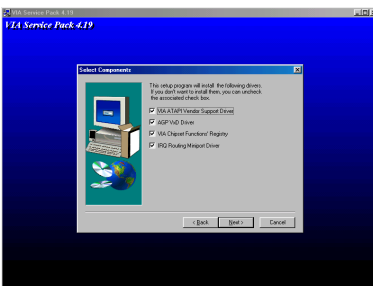 VIA Service Pack 4.19
VIA Service Pack 4.19
Select Components
This setup program will install the following drivers.
If you don't want to install them, you can uncheck
the associated check box.
VIA ATAPI Vendor Support Driver
AGP VxD Driver
VIA Chipset Functions' Registry
IRQ Routing Miniport Driver
< Back
Next >
Cancel